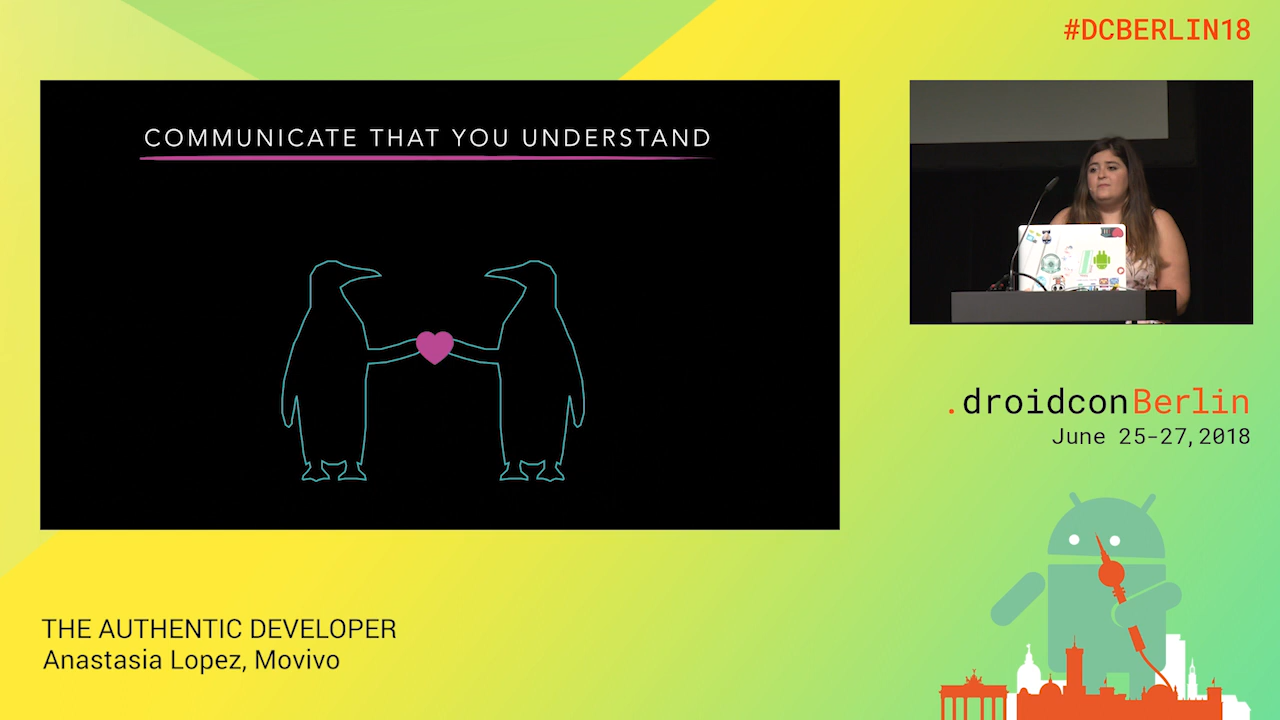 #DCBERLIN18
COMMUNICATE THAT YOU UNDERSTAND
.droidconBerlin
June 25-27, 2018
THE AUTHENTIC DEVELOPER
Anastasia Lopez, Movivo